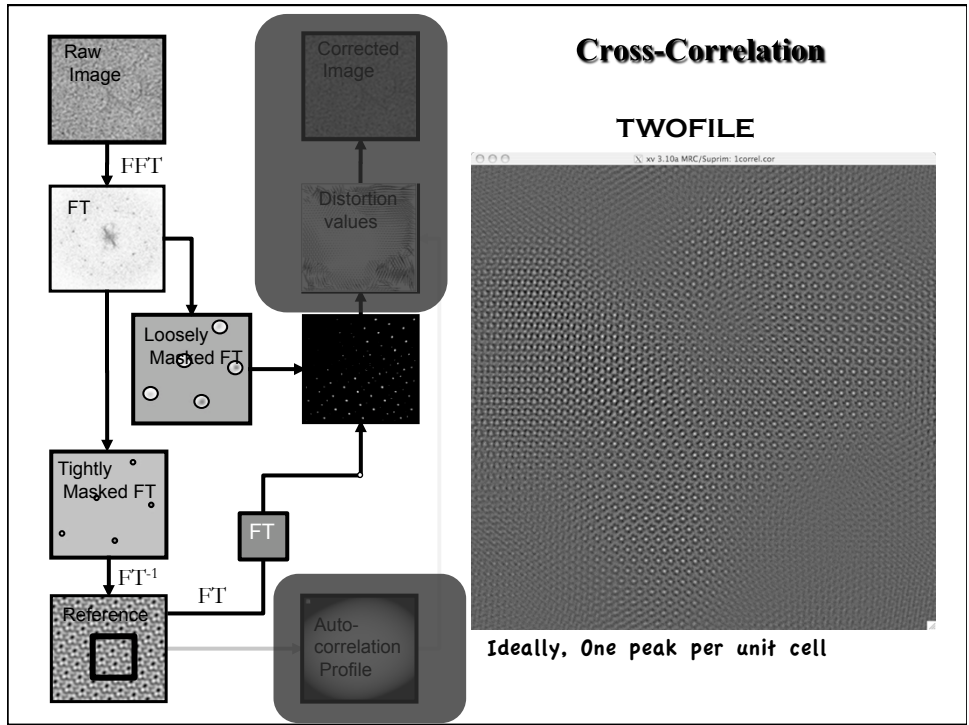 Cross-Correlation
TWOFILE
Raw
Image
FFT
FT
Loosely
Masked FT
Tightly
Masked FT
FT-1
Reference
FT
FT
Corrected
Image
Distortion
values
Auto-
correlation
Profile
xv 3.10a MRC/Suprim: 1correl.cor
Ideally, One peak per unit cell